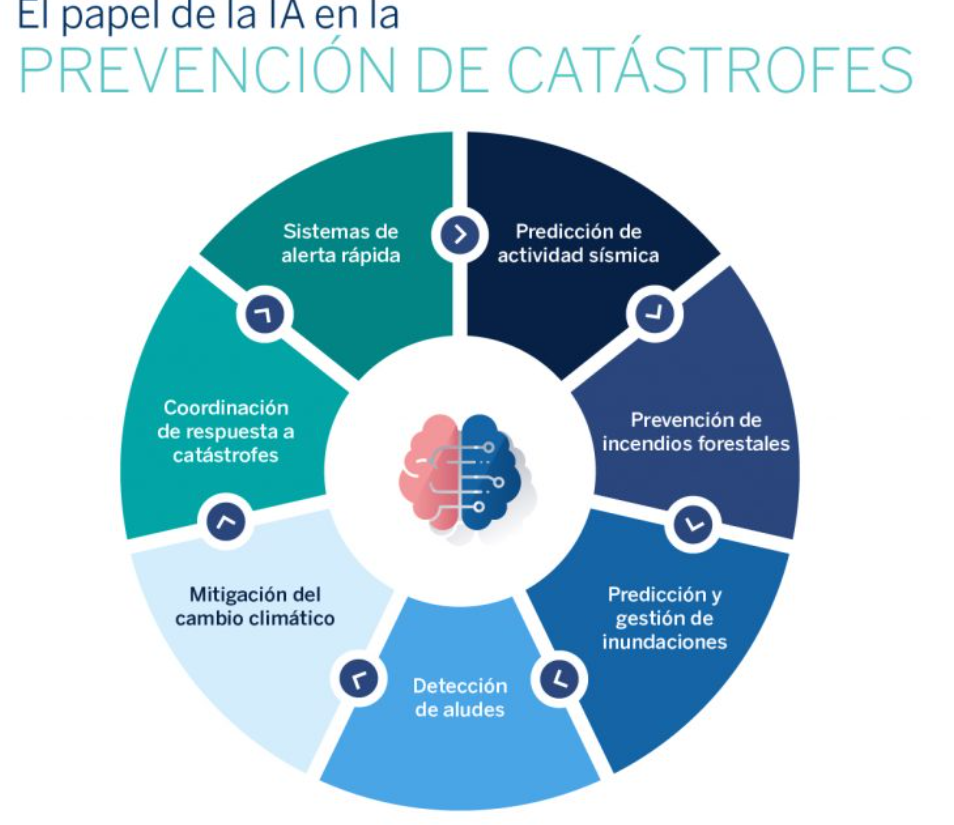 El papel de la IA en la
PREVENCIÓN DE CATÁSTROFES
Sistemas de
alerta rápida
Predicción de
actividad sísmica
Prevención de
incendios forestales
Predicción y
gestión de
inundaciones
Detección
de aludes
Mitigación del
cambio climático
Coordinación
de respuesta a
catástrofes